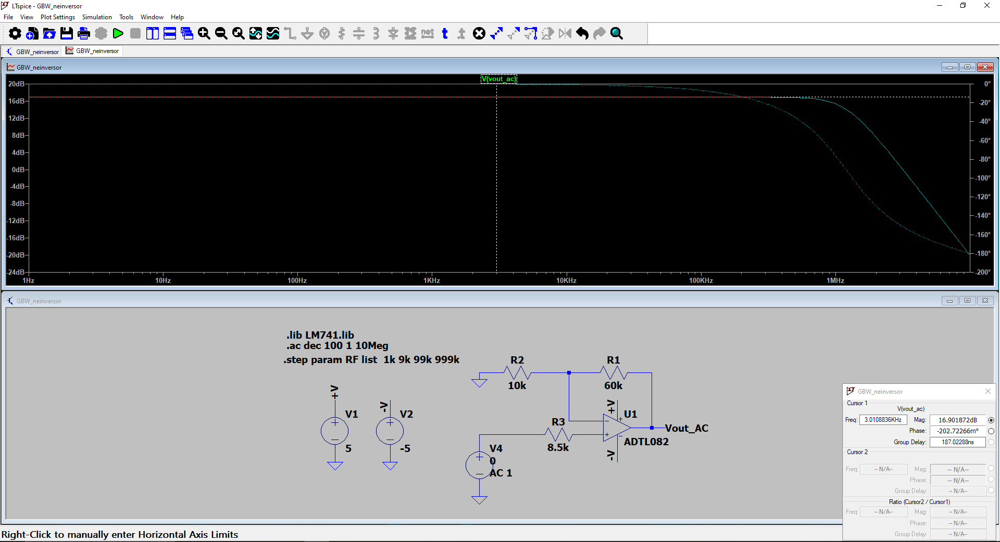 LTspice - GBW_neinversor
File View Plot Settings Simulation Tools Window Help
net t t
GBW_neinversor GBW_neinversor
GBW_neinversor
V(vout_ac)
20dB
16dB
12dB
8dB
4dB
0dB
-4dB
-8dB
-12dB
-16dB
-20dB
-24dB
0°
-20°
-40°
-60°
-80°
-100°
-120°
-140°
-160°
-180°
-200°
1Hz 10Hz 100Hz 1KHz 10KHz 100KHz 1MHz
GBW_neinversor
.lib LM741.lib
.ac dec 100 1 10Meg
.step param RF list 1k 9k 99k 999k
R2
10k
R1
60k
+V
V1
5
-V
V2
-5
R3
8.5k
V4
0
AC 1
+V
U1
ADTL082
-V
Vout_AC
GBW_neinversor
Cursor 1
V(vout_ac)
Freq: 3.0108836KHz Mag: 16.901872dB
Phase: -202.72266m°
Group Delay: 187.02288ns
Cursor 2
Freq: -- N/A-- Mag: -- N/A--
Phase: -- N/A--
Group Delay: -- N/A--
Ratio (Cursor2 / Cursor1)
Freq: -- N/A-- Mag: -- N/A--
Phase: -- N/A--
Group Delay: -- N/A--
Right-Click to manually enter Horizontal Axis Limits